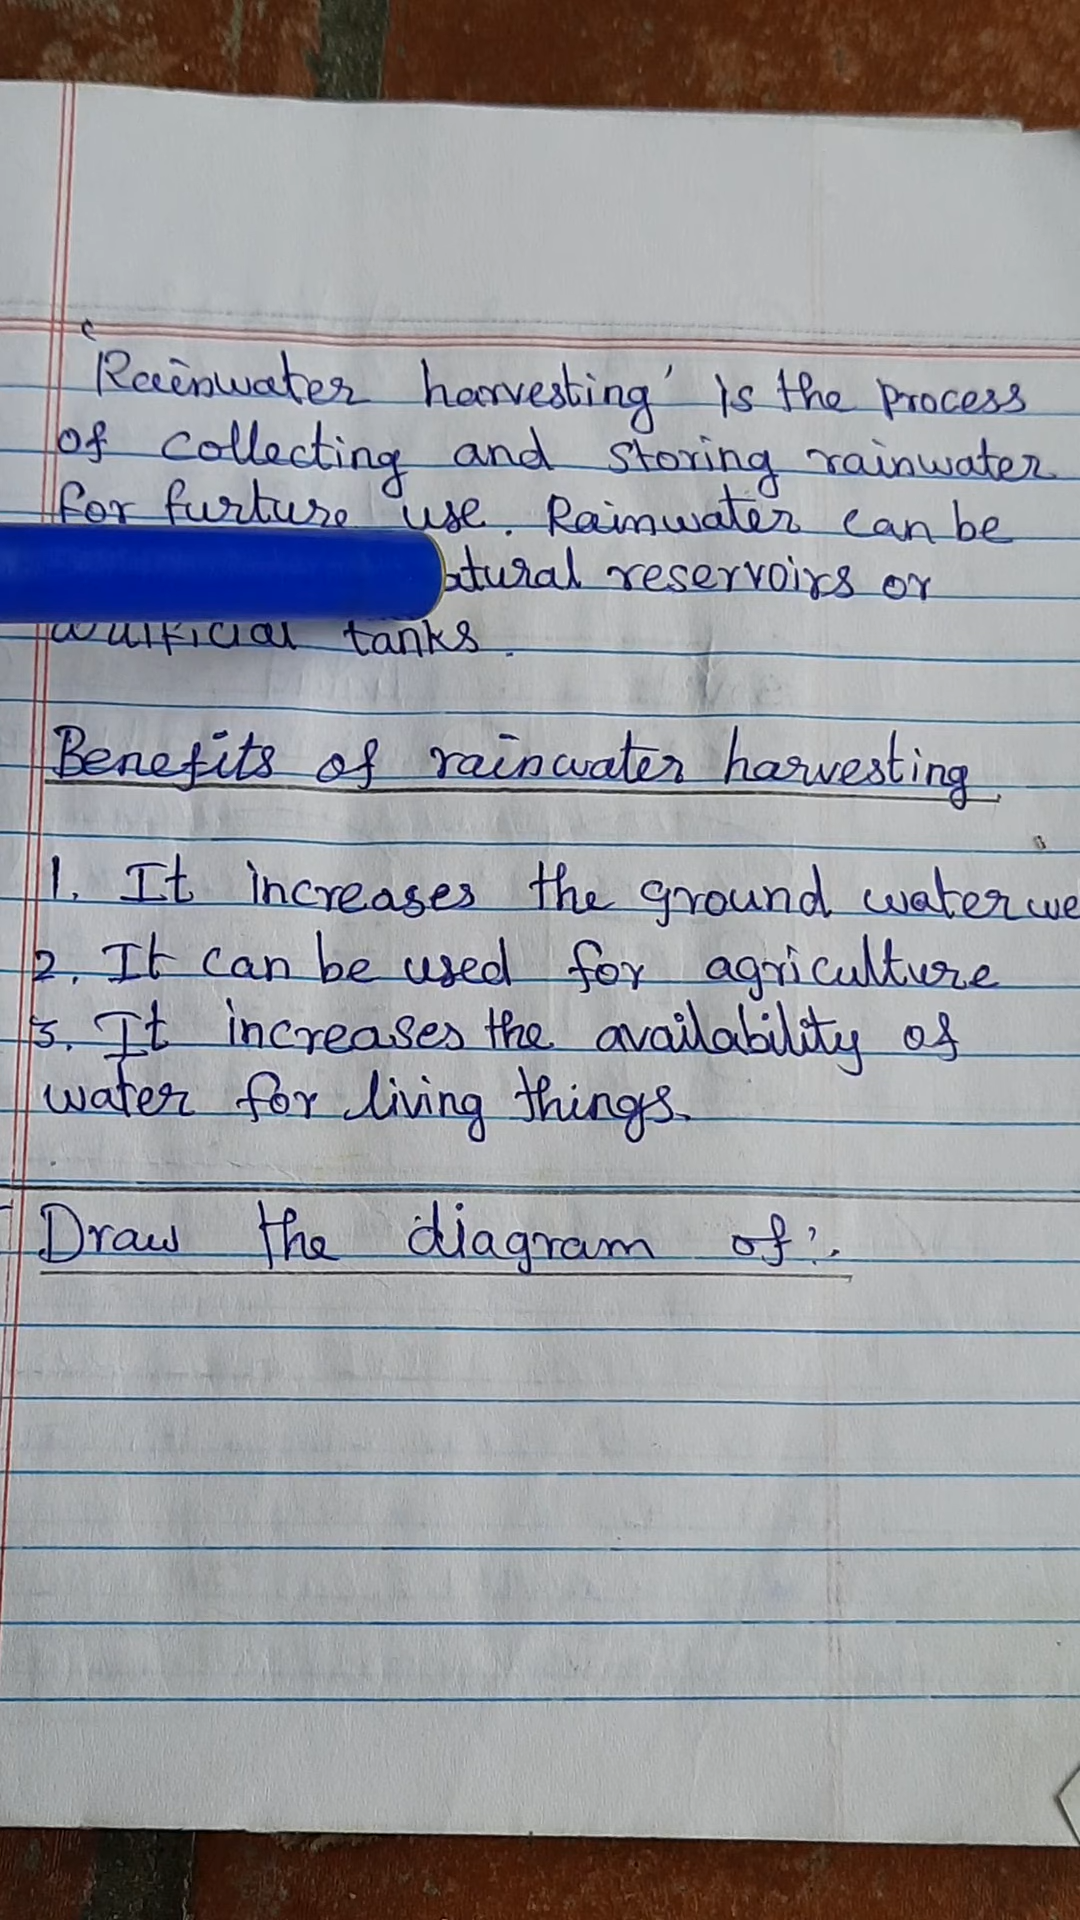 'Rainwater harvesting' is the process
of collecting and storing rainwater
for furture use. Rainwater can be
reservoirs or
tanks.
Benefits of rainwater harvesting
1. It increases the ground water
2. It can be used for agriculture
3. It increases the availability of
water for living things.
Draw the diagram of: